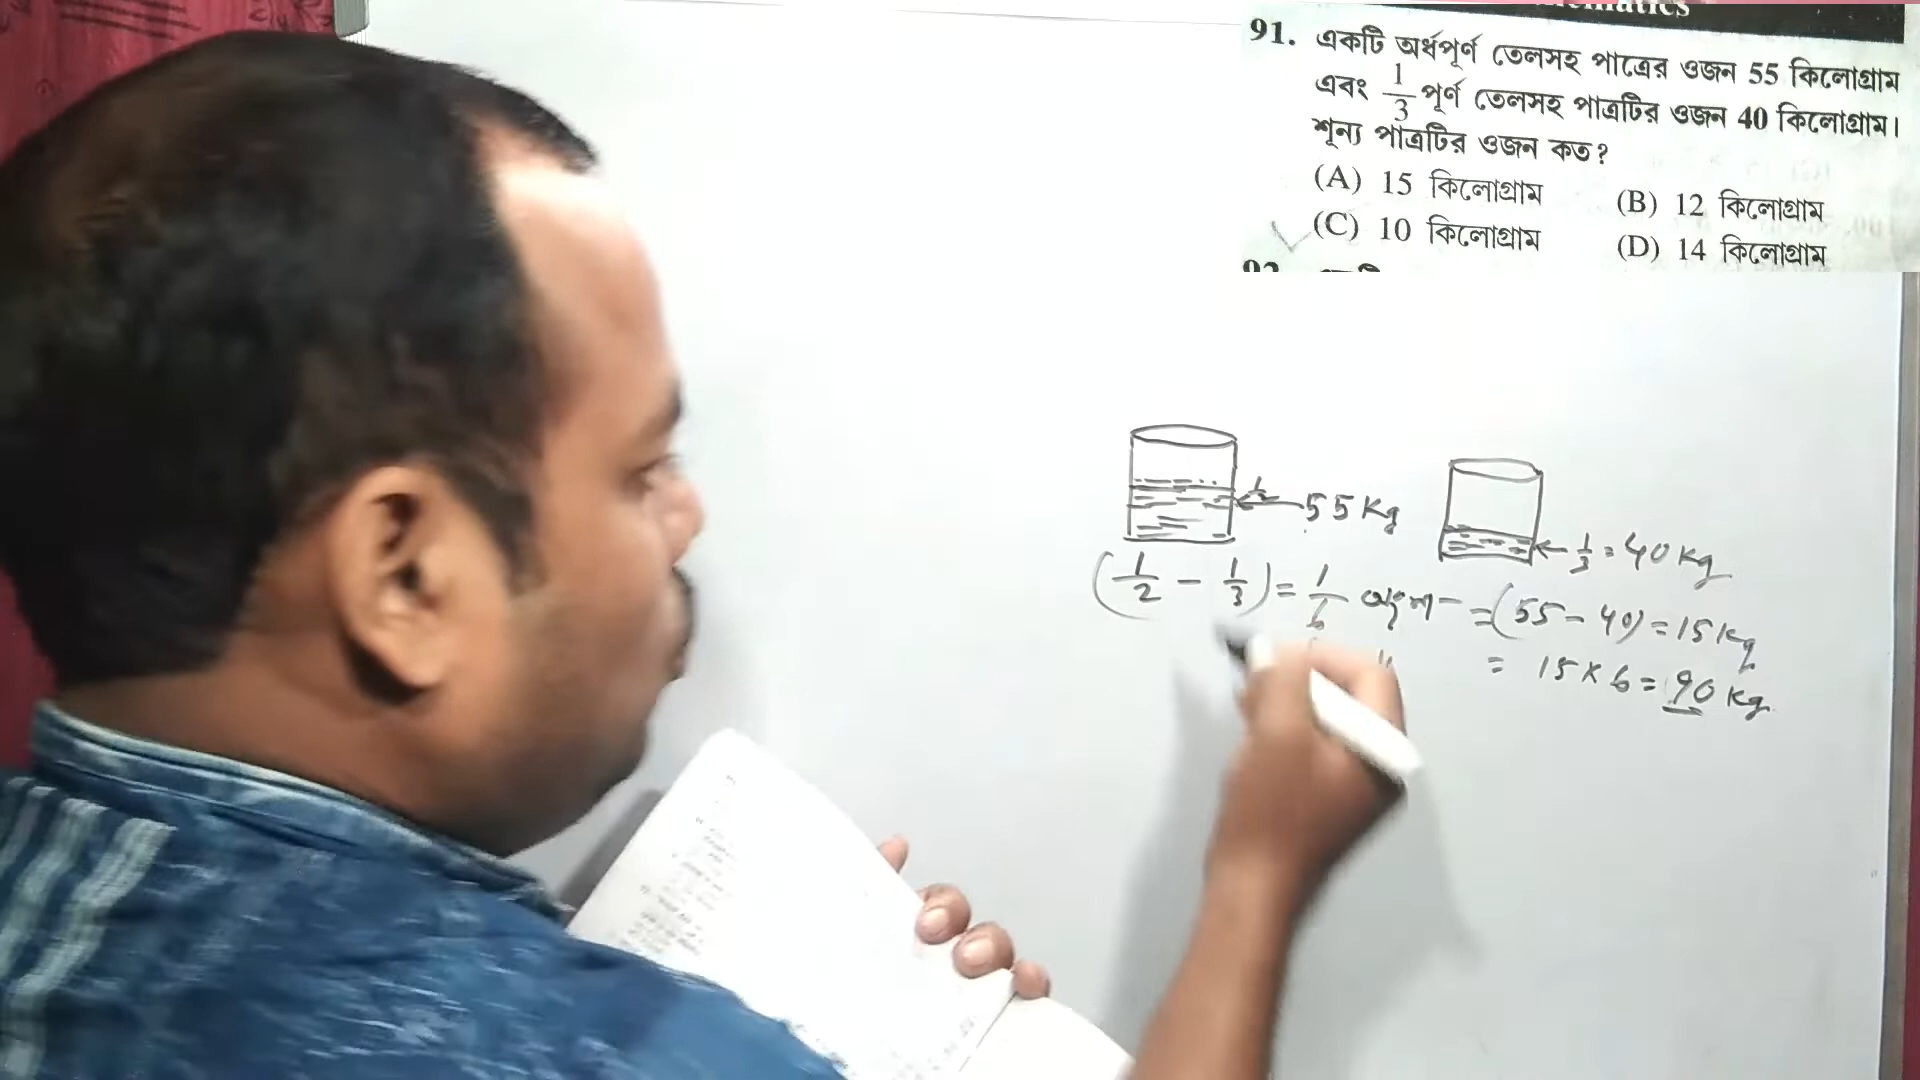 91. একটি অর্ধপূর্ণ তেলসহ পাত্রের ওজন 55 কিলোগ্রাম
এবং 1/3 পূর্ণ তেলসহ পাত্রটির ওজন 40 কিলোগ্রাম।
শূন্য পাত্রটির ওজন কত?
(A) 15 কিলোগ্রাম (B) 12 কিলোগ্রাম
(C) 10 কিলোগ্রাম (D) 14 কিলোগ্রাম
1/2 55 Kg
1/3 = 40 Kg
(1/2 - 1/3) = 1/6 অংশ = (55 - 40) = 15 Kg
" = 15 × 6 = 90 Kg